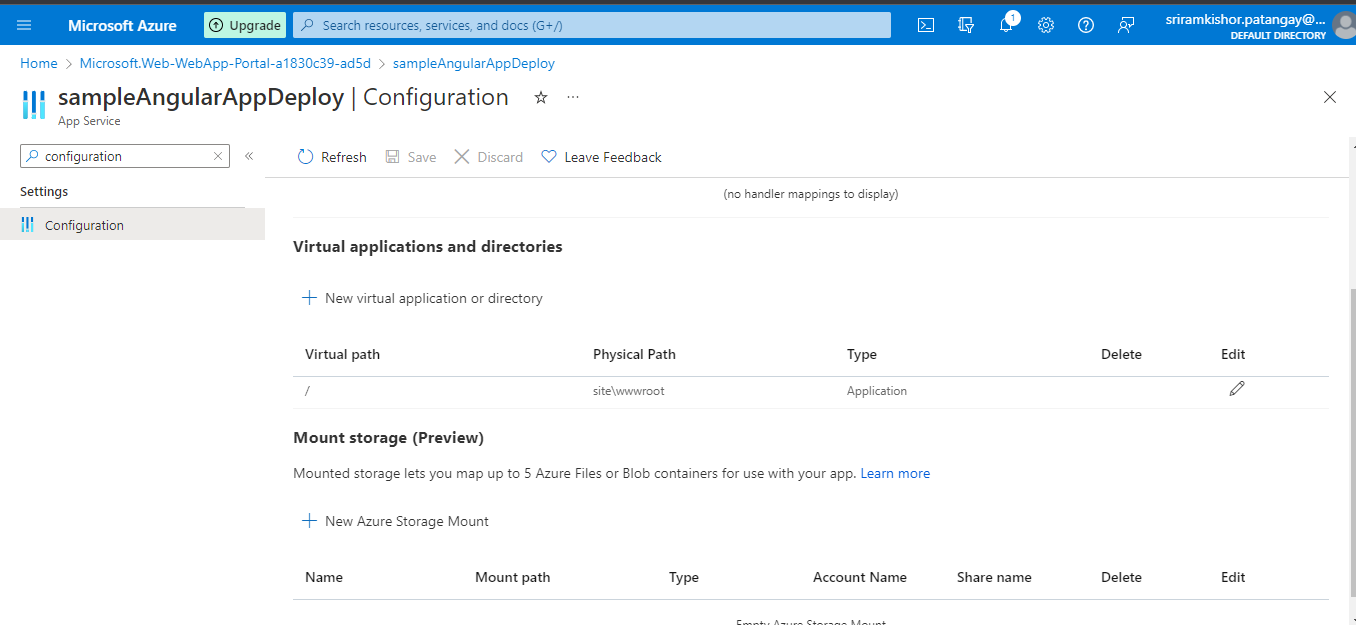 Microsoft Azure
Upgrade
Search resources, services, and docs (G+/)
1
sriramkishor.patangay@...
DEFAULT DIRECTORY
Home > Microsoft.Web-WebApp-Portal-a1830c39-ad5d > sampleAngularAppDeploy
sampleAngularAppDeploy | Configuration
App Service
configuration
Refresh Save Discard Leave Feedback
Settings
Configuration
(no handler mappings to display)
Virtual applications and directories
New virtual application or directory
Virtual path Physical Path Type Delete Edit
/ site\wwwroot Application
Mount storage (Preview)
Mounted storage lets you map up to 5 Azure Files or Blob containers for use with your app. Learn more
New Azure Storage Mount
Name Mount path Type Account Name Share name Delete Edit
Empty Azure Storage Mount